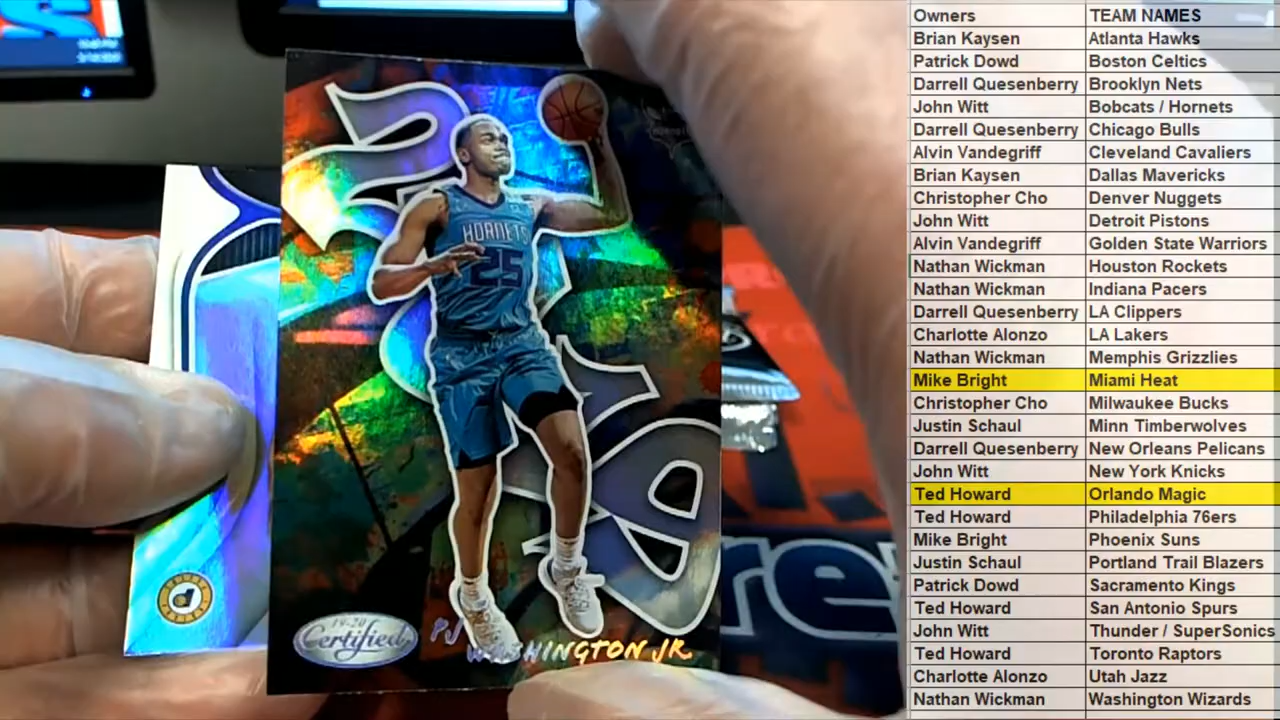 HORNETS
25
2019
19-20
Certified
PJ
WASHINGTON JR.
re
Owners TEAM NAMES
Brian Kaysen Atlanta Hawks
Patrick Dowd Boston Celtics
Darrell Quesenberry Brooklyn Nets
John Witt Bobcats / Hornets
Darrell Quesenberry Chicago Bulls
Alvin Vandegriff Cleveland Cavaliers
Brian Kaysen Dallas Mavericks
Christopher Cho Denver Nuggets
John Witt Detroit Pistons
Alvin Vandegriff Golden State Warriors
Nathan Wickman Houston Rockets
Nathan Wickman Indiana Pacers
Darrell Quesenberry LA Clippers
Charlotte Alonzo LA Lakers
Nathan Wickman Memphis Grizzlies
Mike Bright Miami Heat
Christopher Cho Milwaukee Bucks
Justin Schaul Minn Timberwolves
Darrell Quesenberry New Orleans Pelicans
John Witt New York Knicks
Ted Howard Orlando Magic
Ted Howard Philadelphia 76ers
Mike Bright Phoenix Suns
Justin Schaul Portland Trail Blazers
Patrick Dowd Sacramento Kings
Ted Howard San Antonio Spurs
John Witt Thunder / SuperSonics
Ted Howard Toronto Raptors
Charlotte Alonzo Utah Jazz
Nathan Wickman Washington Wizards